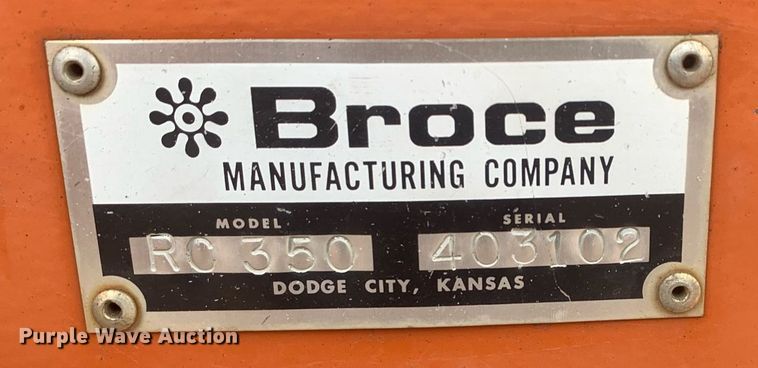 Broce
MANUFACTURING COMPANY
MODEL SERIAL
RC 350 403102
DODGE CITY, KANSAS
Purple Wave Auction